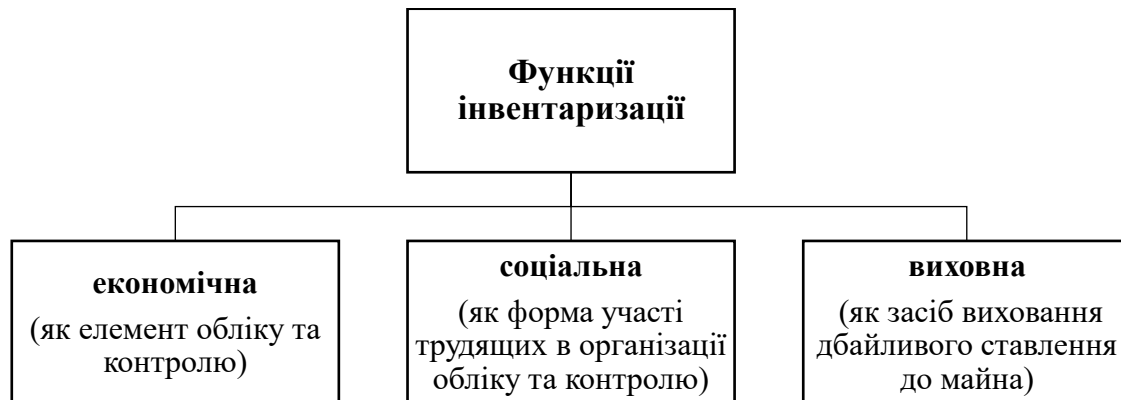 Функції
інвентаризації
економічна
(як елемент обліку та
контролю)
соціальна
(як форма участі
трудящих в організації
обліку та контролю)
виховна
(як засіб виховання
дбайливого ставлення
до майна)